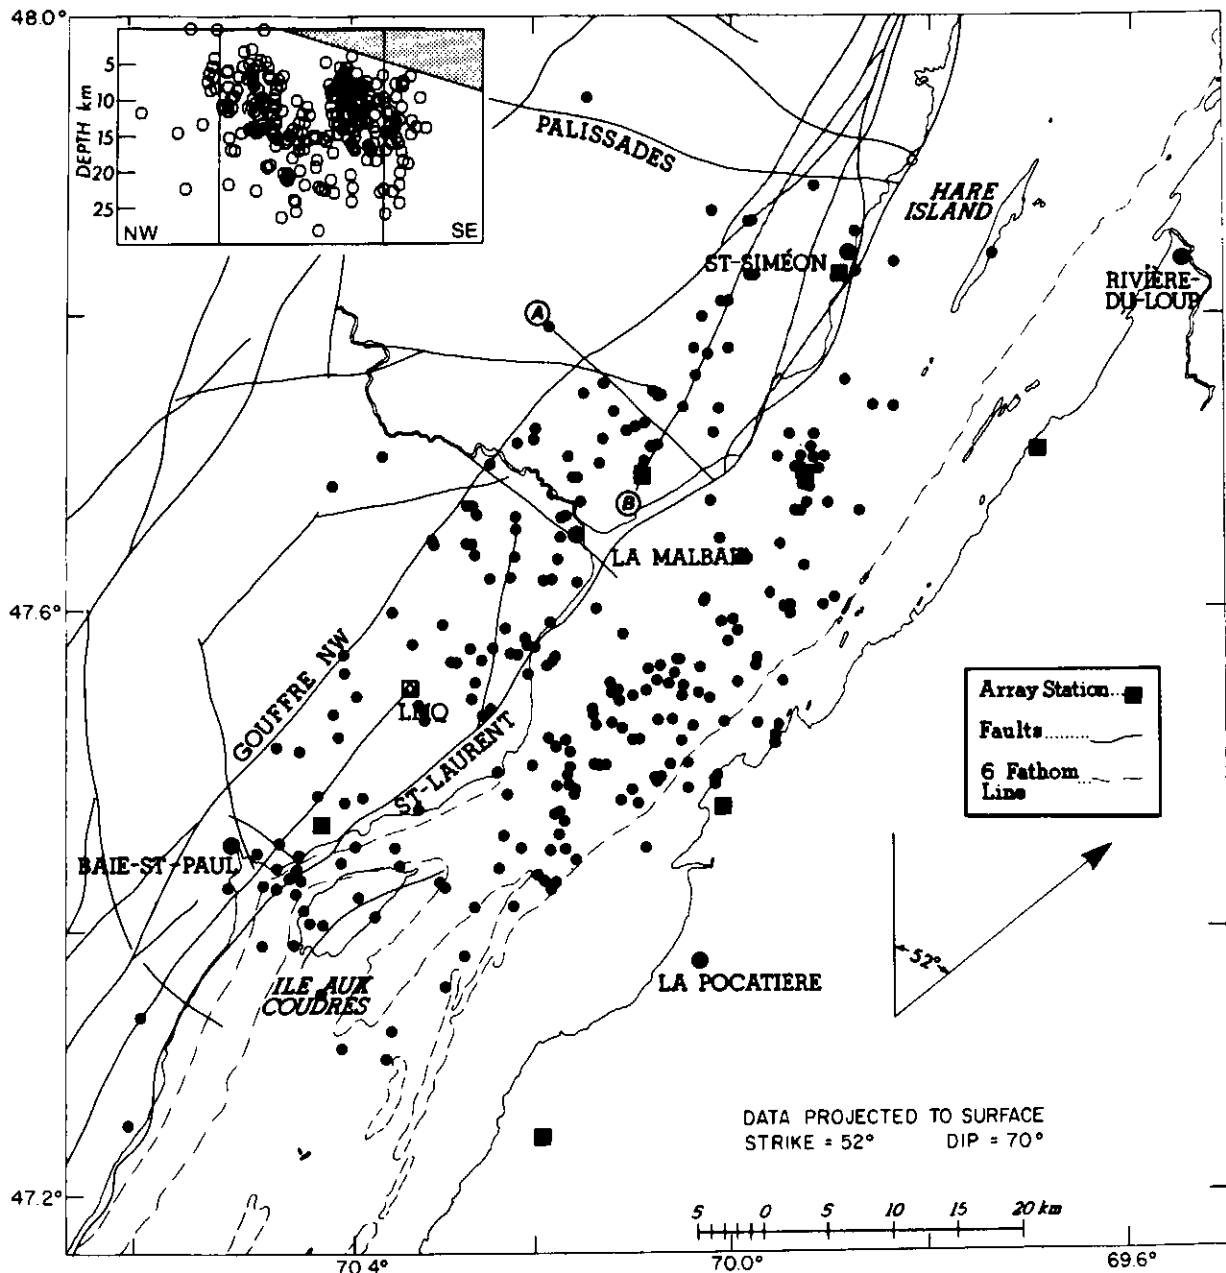 48.0°
DEPTH km
5
10
15
20
25
NW
SE
PALISSADES
HARE
ISLAND
ST-SIMÉON
RIVIÈRE-
DU-LOUP
A
B
LA MALBAIE
47.6°
GOUFFRE NW
LMQ
ST-LAURENT
Array Station
Faults
6 Fathom
Line
BAIE-ST-PAUL
52°
ILE AUX
COUDRES
LA POCATIERE
DATA PROJECTED TO SURFACE
STRIKE = 52° DIP = 70°
47.2°
5 0 5 10 15 20 km
70.4°
70.0°
69.6°